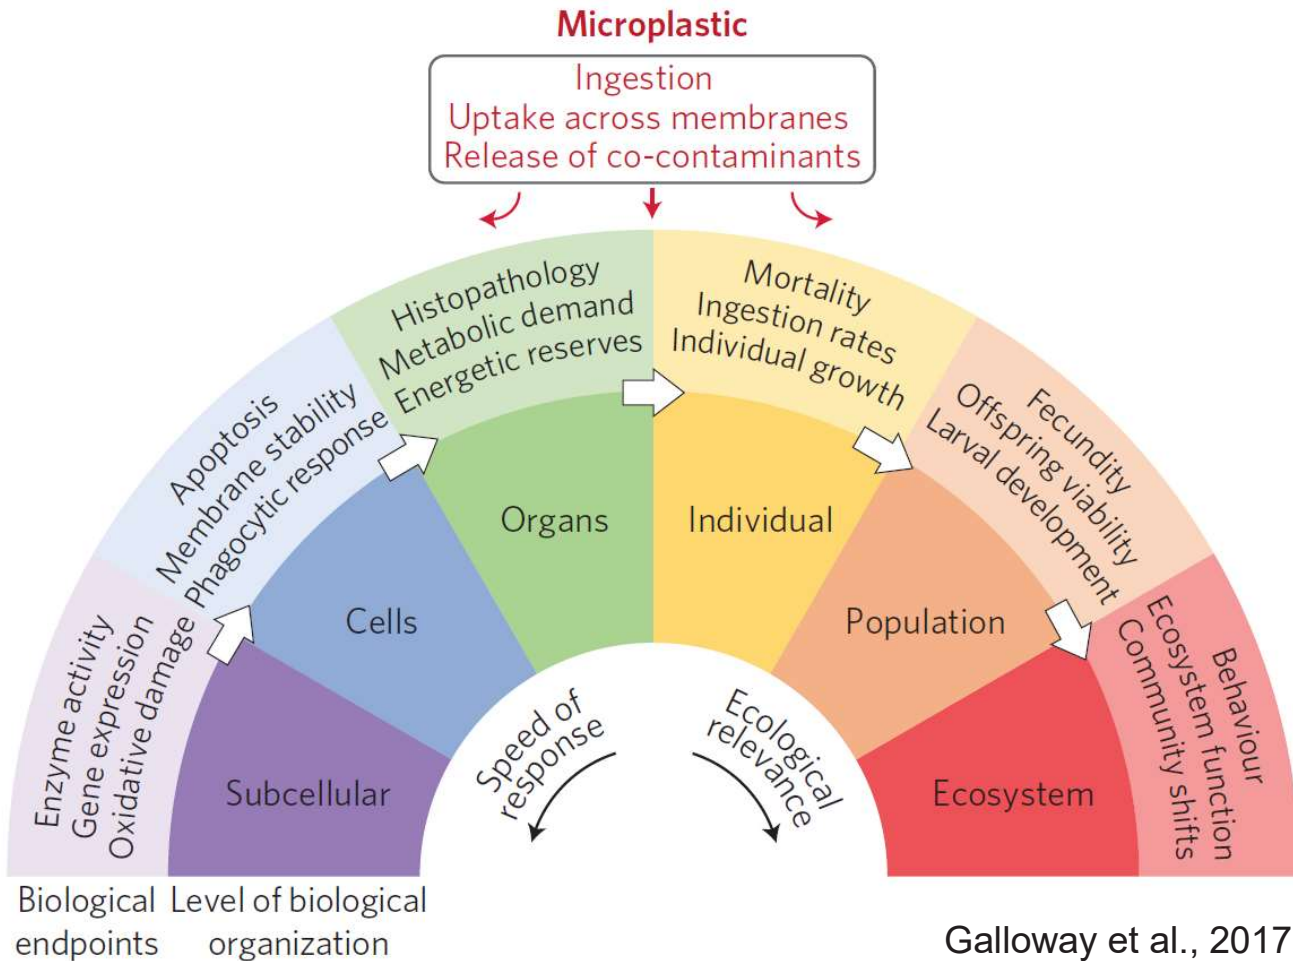 Microplastic
Ingestion
Uptake across membranes
Release of co-contaminants
Enzyme activity
Gene expression
Oxidative damage
Subcellular
Apoptosis
Membrane stability
Phagocytic response
Cells
Histopathology
Metabolic demand
Energetic reserves
Organs
Mortality
Ingestion rates
Individual growth
Individual
Fecundity
Offspring viability
Larval development
Population
Behaviour
Ecosystem function
Community shifts
Ecosystem
Speed of
response
Ecological
relevance
Biological
endpoints
Level of biological
organization
Galloway et al., 2017